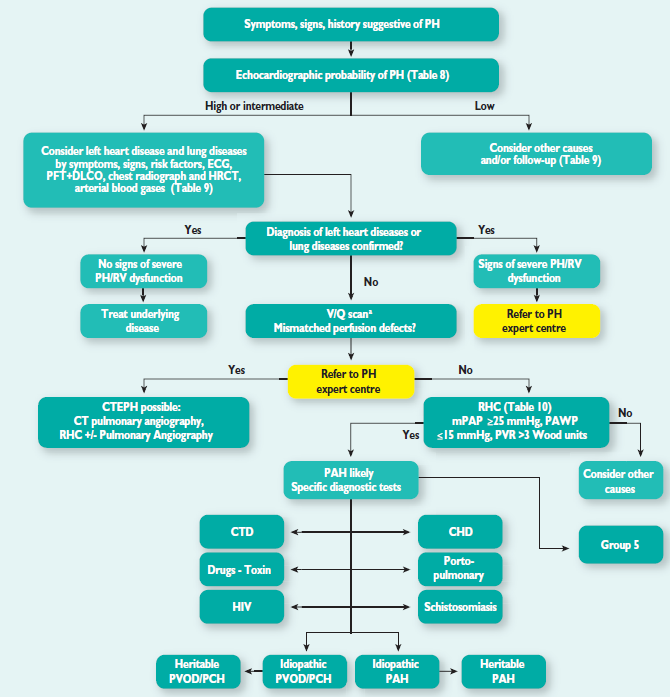 Symptoms, signs, history suggestive of PH
Echocardiographic probability of PH (Table 8)
High or intermediate
Low
Consider left heart disease and lung diseases
by symptoms, signs, risk factors, ECG,
PFT+DLCO, chest radiograph and HRCT,
arterial blood gases (Table 9)
Consider other causes
and/or follow-up (Table 9)
Yes
Diagnosis of left heart diseases or
lung diseases confirmed?
Yes
No signs of severe
PH/RV dysfunction
Signs of severe PH/RV
dysfunction
No
Treat underlying
disease
V/Q scanᵃ
Mismatched perfusion defects?
Refer to PH
expert centre
Yes
Refer to PH
expert centre
No
CTEPH possible:
CT pulmonary angiography,
RHC +/- Pulmonary Angiography
RHC (Table 10)
mPAP ≥25 mmHg, PAWP
≤15 mmHg, PVR >3 Wood units
No
Yes
PAH likely
Specific diagnostic tests
Consider other
causes
CTD
CHD
Group 5
Drugs - Toxin
Porto-
pulmonary
HIV
Schistosomiasis
Heritable
PVOD/PCH
Idiopathic
PVOD/PCH
Idiopathic
PAH
Heritable
PAH